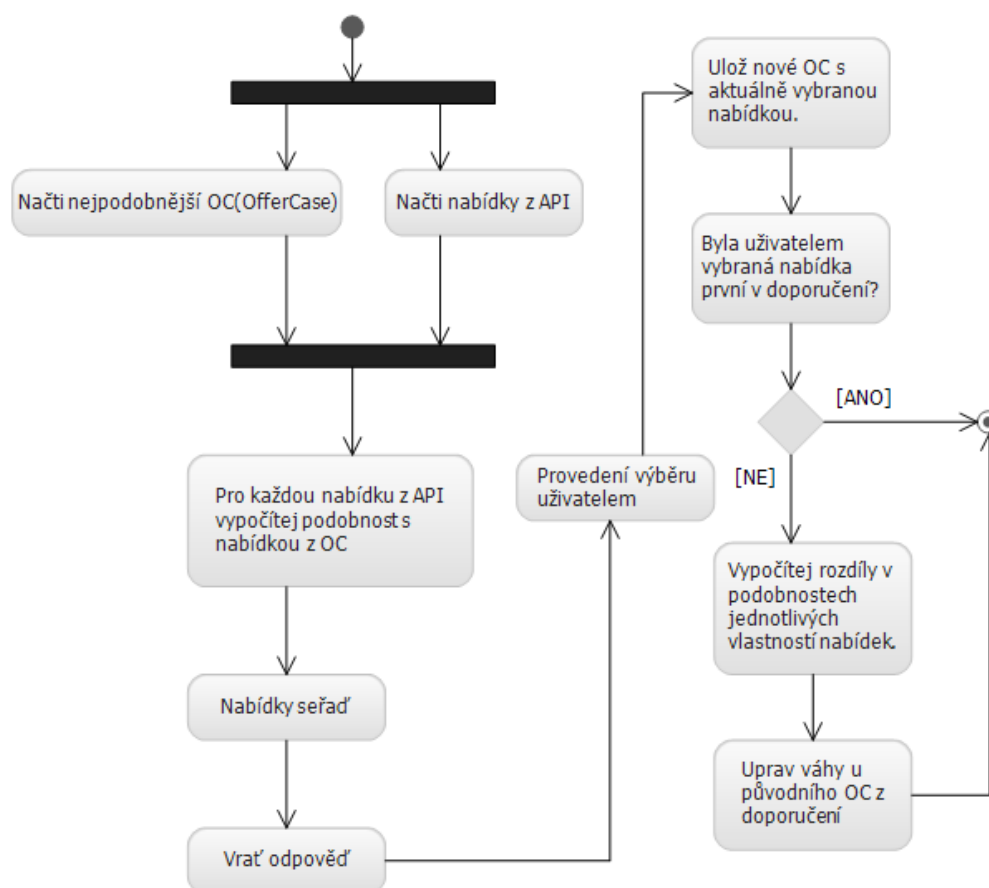 Načti nejpodobnější OC(OfferCase)
Načti nabídky z API
Pro každou nabídku z API
vypočítej podobnost s
nabídkou z OC
Nabídky seřaď
Vrať odpověď
Provedení výběru
uživatelem
Ulož nové OC s
aktuálně vybranou
nabídkou.
Byla uživatelem
vybraná nabídka
první v doporučení?
[ANO]
[NE]
Vypočítej rozdíly v
podobnostech
jednotlivých
vlastností nabídek.
Uprav váhy u
původního OC z
doporučení